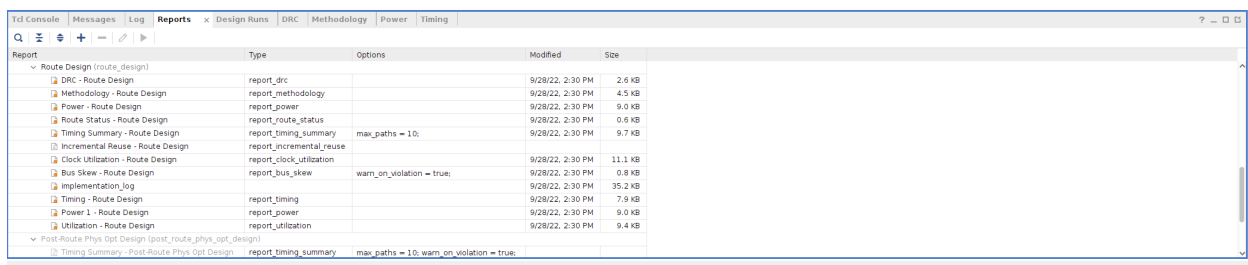 Tcl Console Messages Log Reports × Design Runs DRC Methodology Power Timing ?
Report Type Options Modified Size
Route Design (route_design)
DRC - Route Design report_drc 9/28/22, 2:30 PM 2.6 KB
Methodology - Route Design report_methodology 9/28/22, 2:30 PM 4.5 KB
Power - Route Design report_power 9/28/22, 2:30 PM 9.0 KB
Route Status - Route Design report_route_status 9/28/22, 2:30 PM 0.6 KB
Timing Summary - Route Design report_timing_summary max_paths = 10; 9/28/22, 2:30 PM 9.7 KB
Incremental Reuse - Route Design report_incremental_reuse
Clock Utilization - Route Design report_clock_utilization 9/28/22, 2:30 PM 11.1 KB
Bus Skew - Route Design report_bus_skew warn_on_violation = true; 9/28/22, 2:30 PM 0.8 KB
implementation_log 9/28/22, 2:30 PM 35.2 KB
Timing - Route Design report_timing 9/28/22, 2:30 PM 7.9 KB
Power 1 - Route Design report_power 9/28/22, 2:30 PM 9.0 KB
Utilization - Route Design report_utilization 9/28/22, 2:30 PM 9.4 KB
Post-Route Phys Opt Design (post_route_phys_opt_design)
Timing Summary - Post-Route Phys Opt Design report_timing_summary max_paths = 10; warn_on_violation = true;